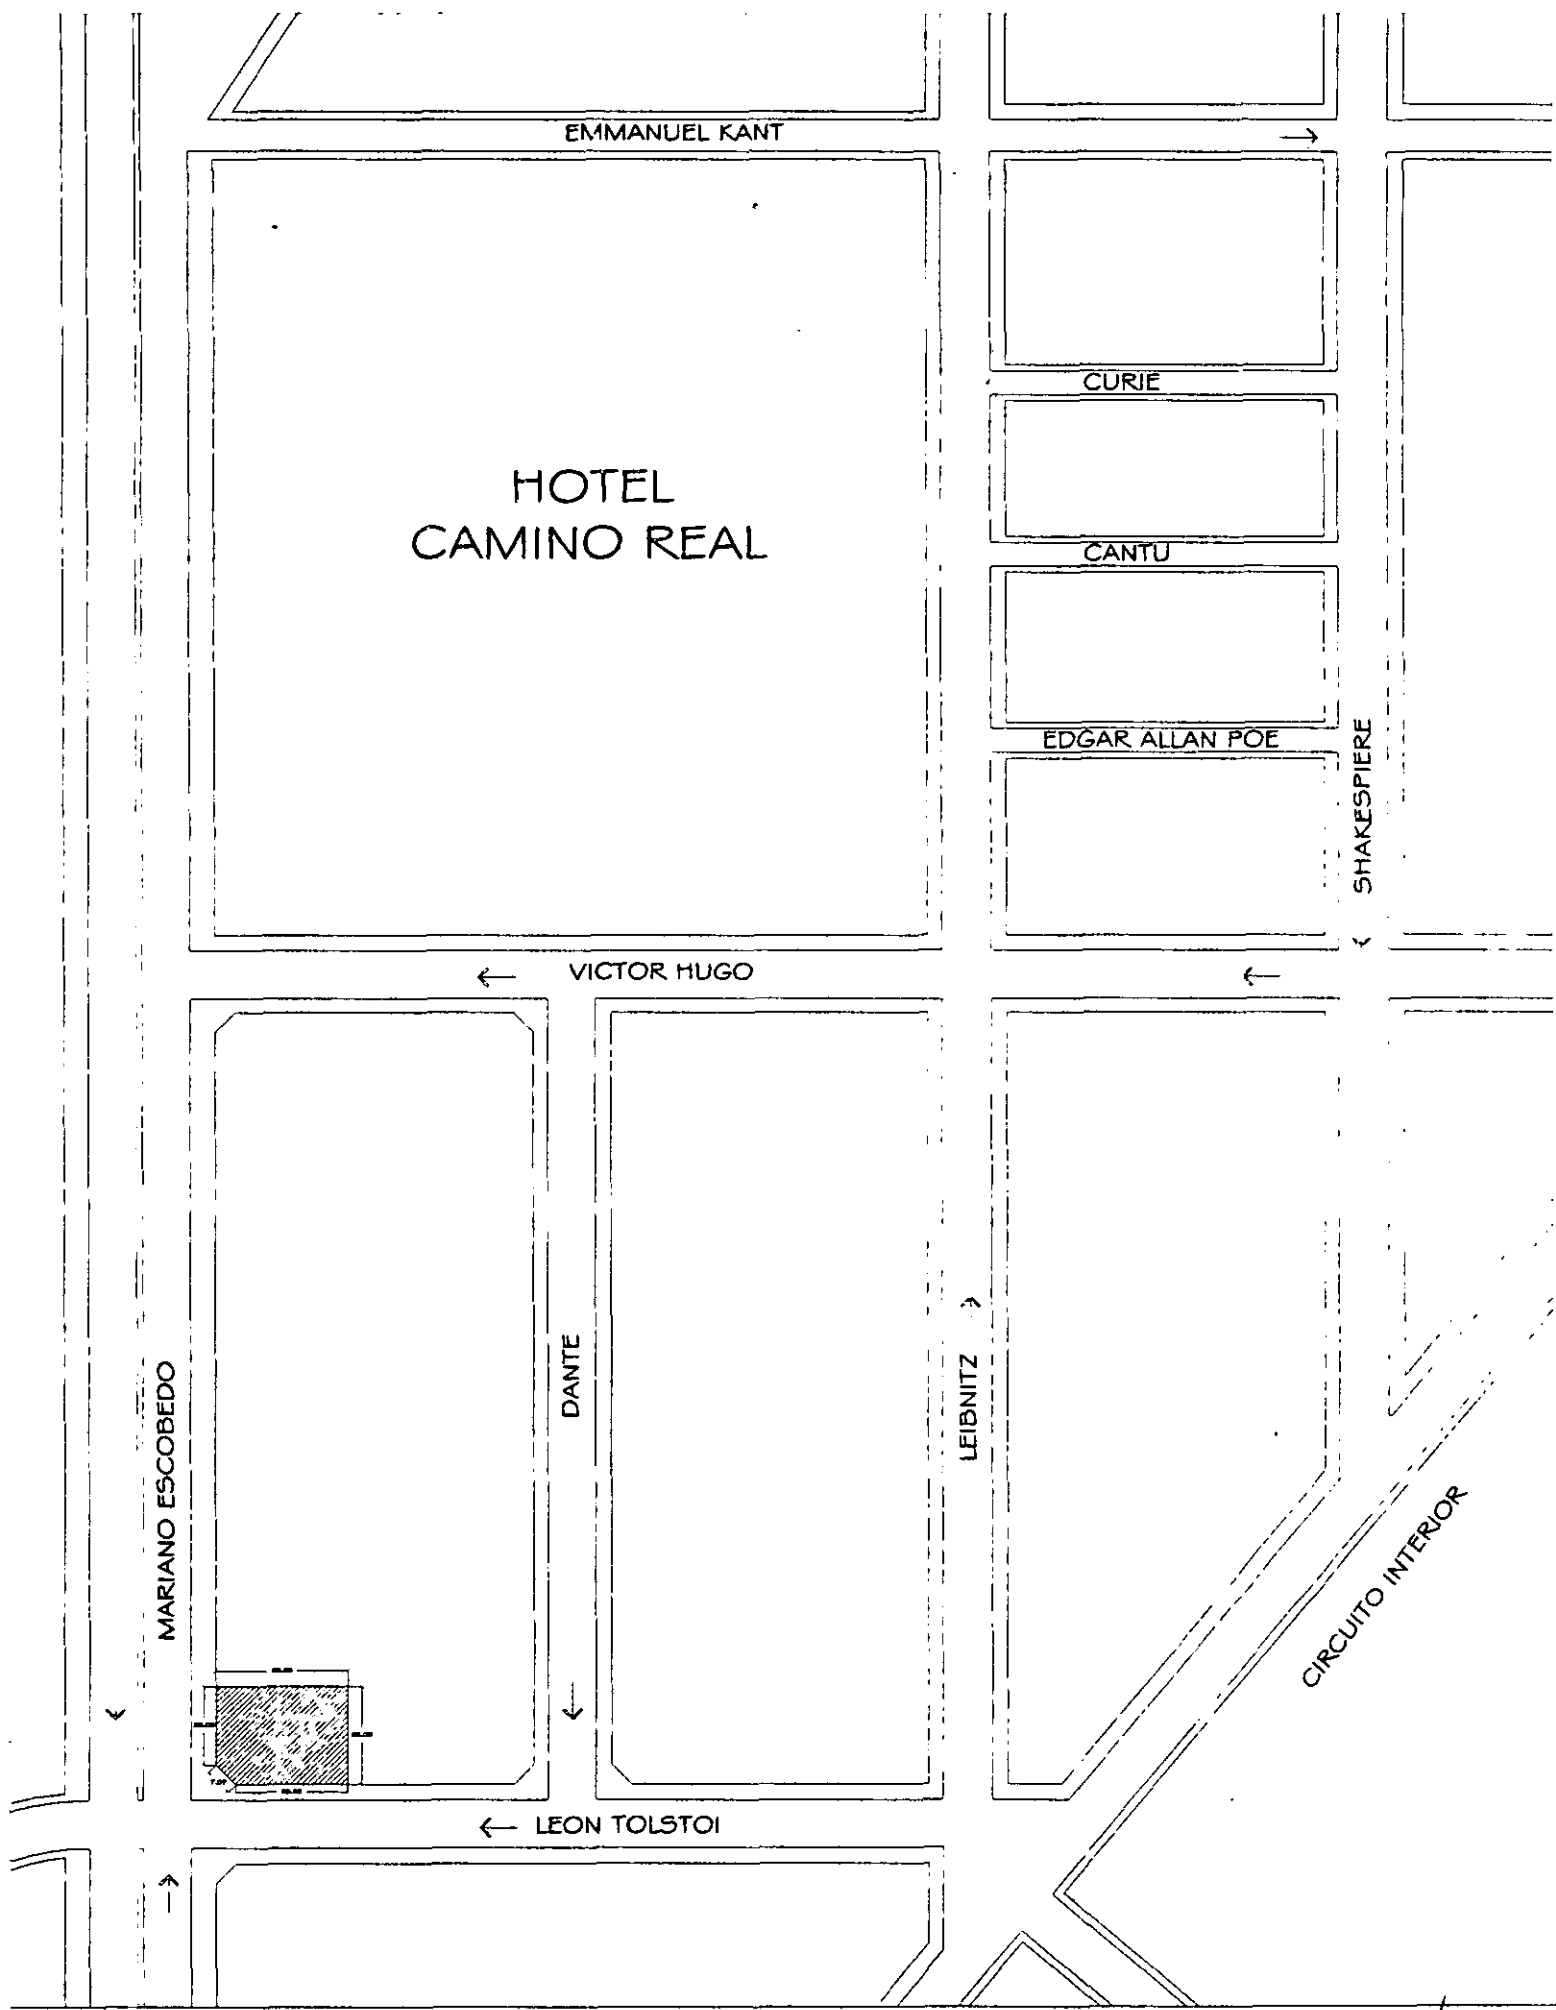 EMMANUEL KANT
CURIE
HOTEL
CAMINO REAL
CANTU
EDGAR ALLAN POE
SHAKESPIERE
VICTOR HUGO
DANTE
LEIBNITZ
MARIANO ESCOBEDO
CIRCUITO INTERIOR
LEON TOLSTOI